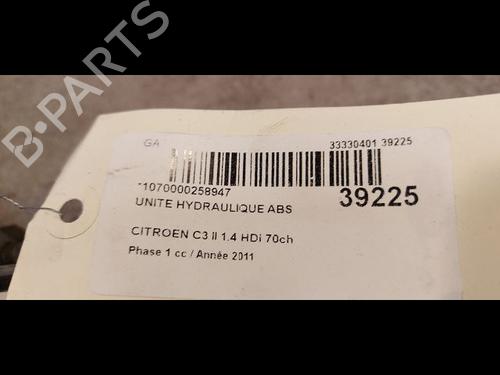 GA
33330401 39225
*1070000258947
39225
UNITE HYDRAULIQUE ABS
CITROEN C3 II 1.4 HDi 70ch
Phase 1 cc / Année 2011
B-PARTS